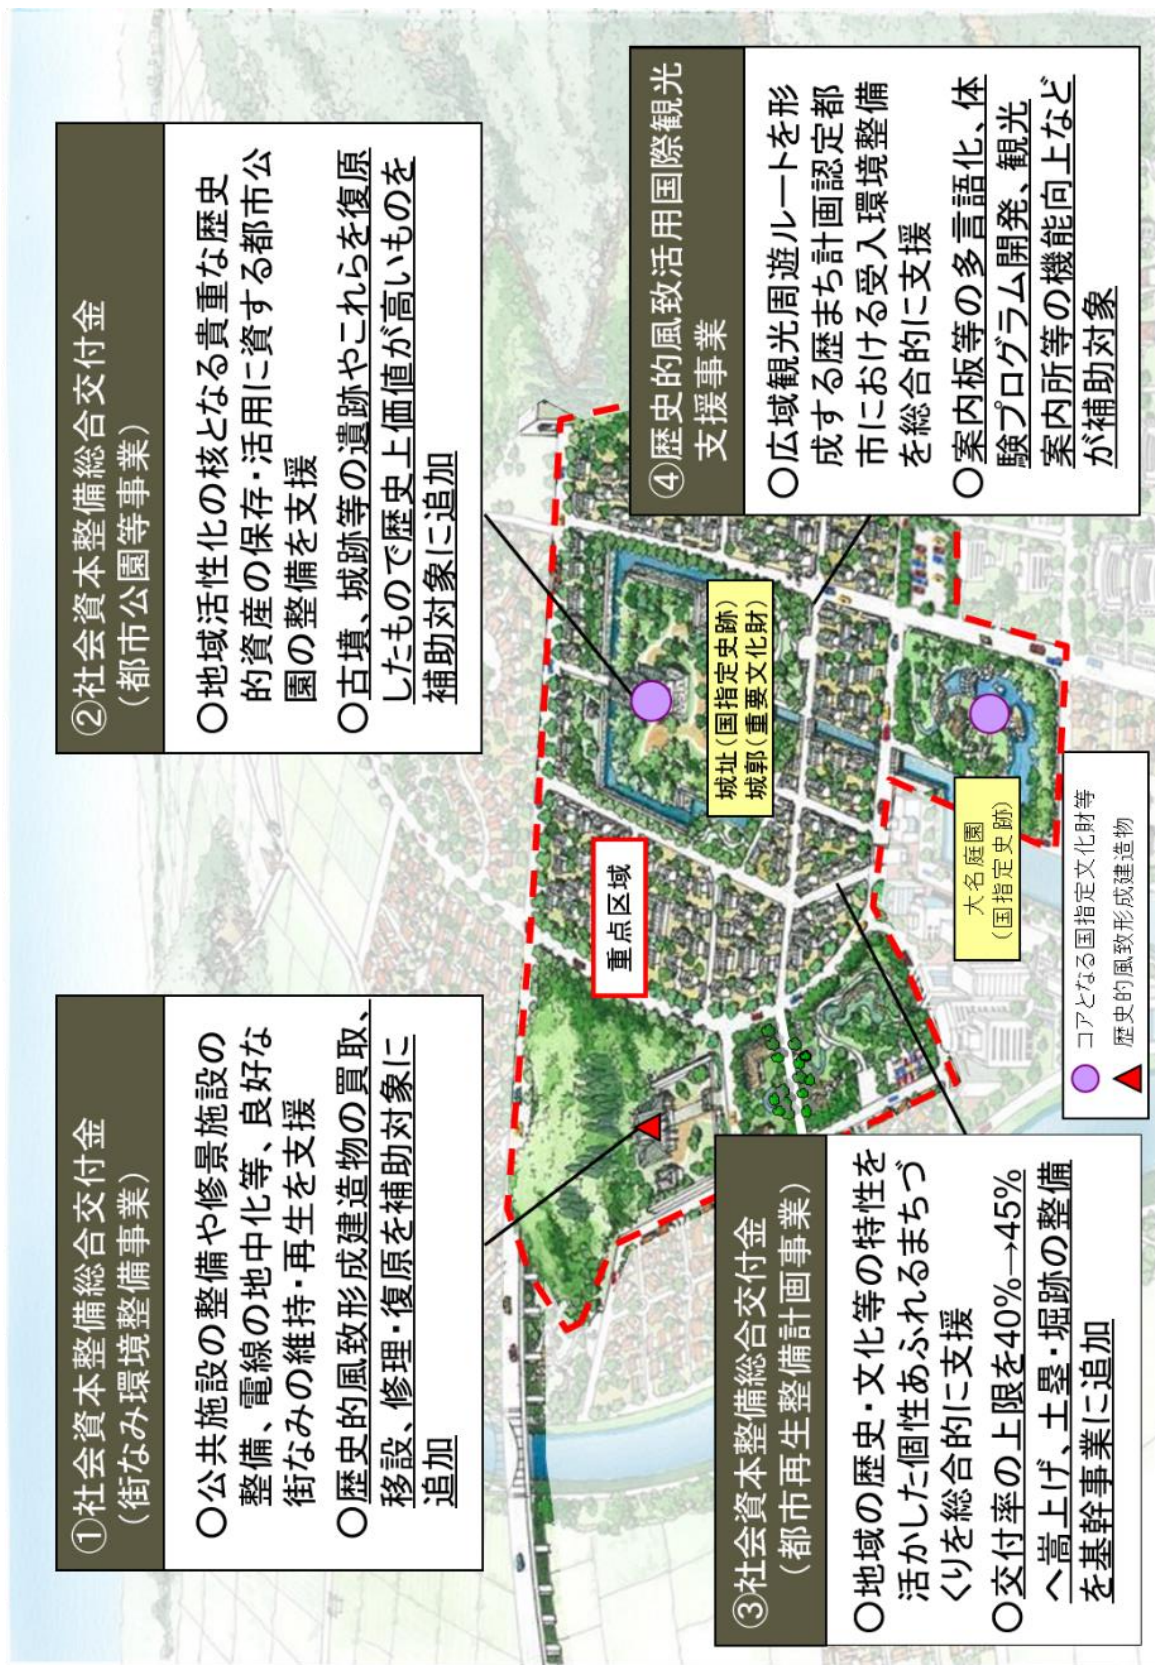 ①社会資本整備総合交付金
（街なみ環境整備事業）
○公共施設の整備や修景施設の
整備、電線の地中化等、良好な
街なみの維持・再生を支援
○歴史的風致形成建造物の買取、
移設、修理・復原を補助対象に
追加
②社会資本整備総合交付金
（都市公園等事業）
○地域活性化の核となる貴重な歴史
的資産の保存・活用に資する都市公
園の整備を支援
○古墳、城跡等の遺跡やこれらを復原
したもので歴史上価値が高いものを
補助対象に追加
重点区域
城址（国指定史跡）
城郭（重要文化財）
大名庭園
（国指定史跡）
③社会資本整備総合交付金
（都市再生整備計画事業）
○地域の歴史・文化等の特性を
活かした個性あふれるまちづ
くりを総合的に支援
○交付率の上限を40％→45％
へ嵩上げ、土塁・堀跡の整備
を基幹事業に追加
コアとなる国指定文化財等
歴史的風致形成建造物
④歴史的風致活用国際観光
支援事業
○広域観光周遊ルートを形
成する歴まち計画認定都
市における受入環境整備
を総合的に支援
○案内板等の多言語化、体
験プログラム開発、観光
案内所等の機能向上など
が補助対象